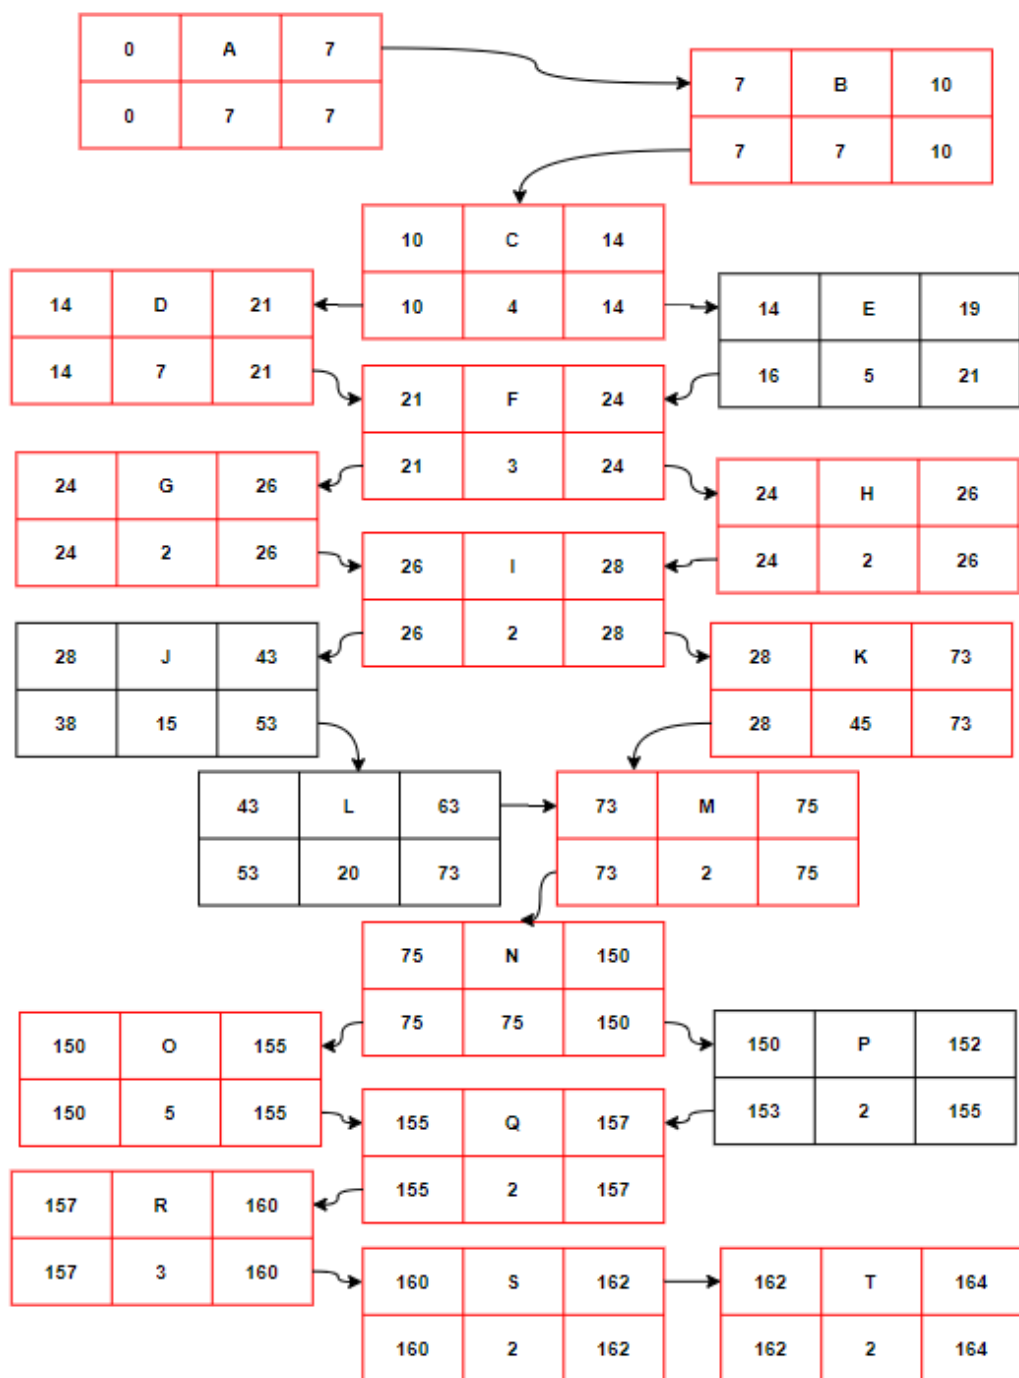 0 A 7
0 7 7
7 B 10
7 7 10
10 C 14
10 4 14
14 D 21
14 7 21
14 E 19
16 5 21
21 F 24
21 3 24
24 G 26
24 2 26
24 H 26
24 2 26
26 I 28
26 2 28
28 J 43
38 15 53
28 K 73
28 45 73
43 L 63
53 20 73
73 M 75
73 2 75
75 N 150
75 75 150
150 O 155
150 5 155
150 P 152
153 2 155
155 Q 157
155 2 157
157 R 160
157 3 160
160 S 162
160 2 162
162 T 164
162 2 164